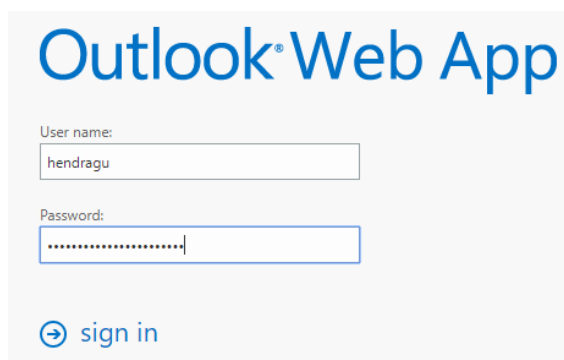 Outlook® Web App
User name:
hendragu
Password:
•••••••••••••••••••••••
sign in